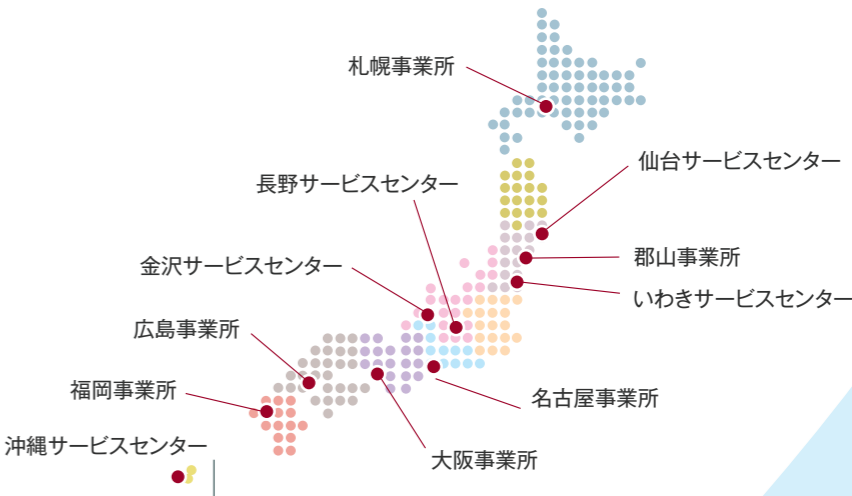 札幌事業所
仙台サービスセンター
長野サービスセンター
郡山事業所
金沢サービスセンター
いわきサービスセンター
広島事業所
福岡事業所
名古屋事業所
沖縄サービスセンター
大阪事業所